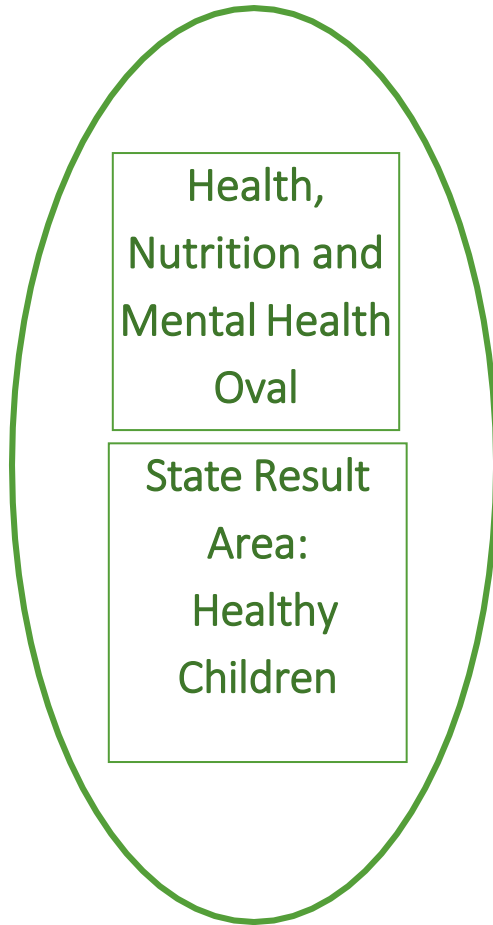 Health,
Nutrition and
Mental Health
Oval
State Result
Area:
Healthy
Children